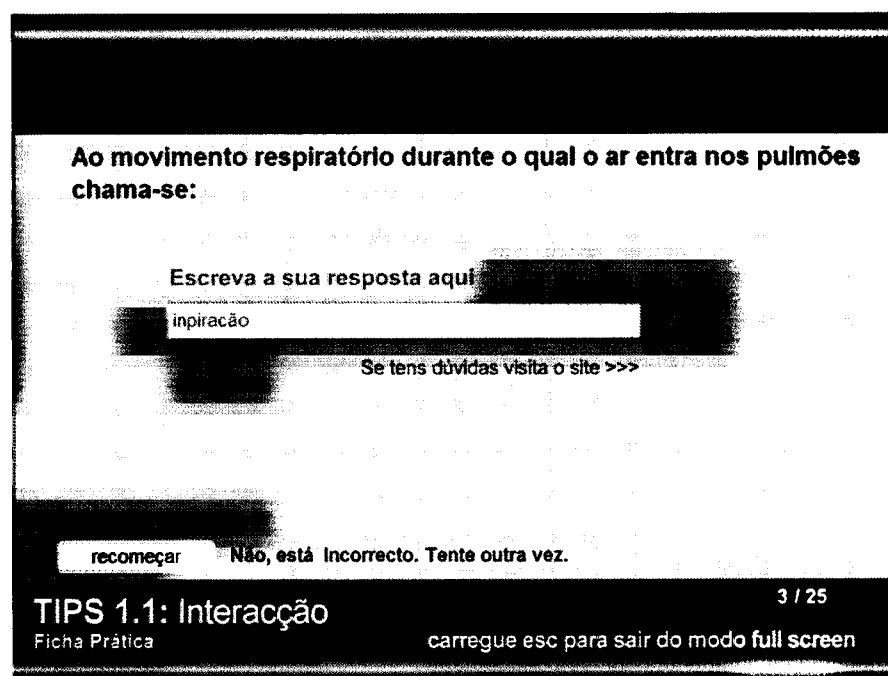 Ao movimento respiratório durante o qual o ar entra nos pulmões
chama-se:
Escreva a sua resposta aqui
inpiracão
Se tens dúvidas visita o site >>>
recomeçar
Não, está Incorrecto. Tente outra vez.
3 / 25
TIPS 1.1: Interacção
Ficha Prática
carregue esc para sair do modo full screen